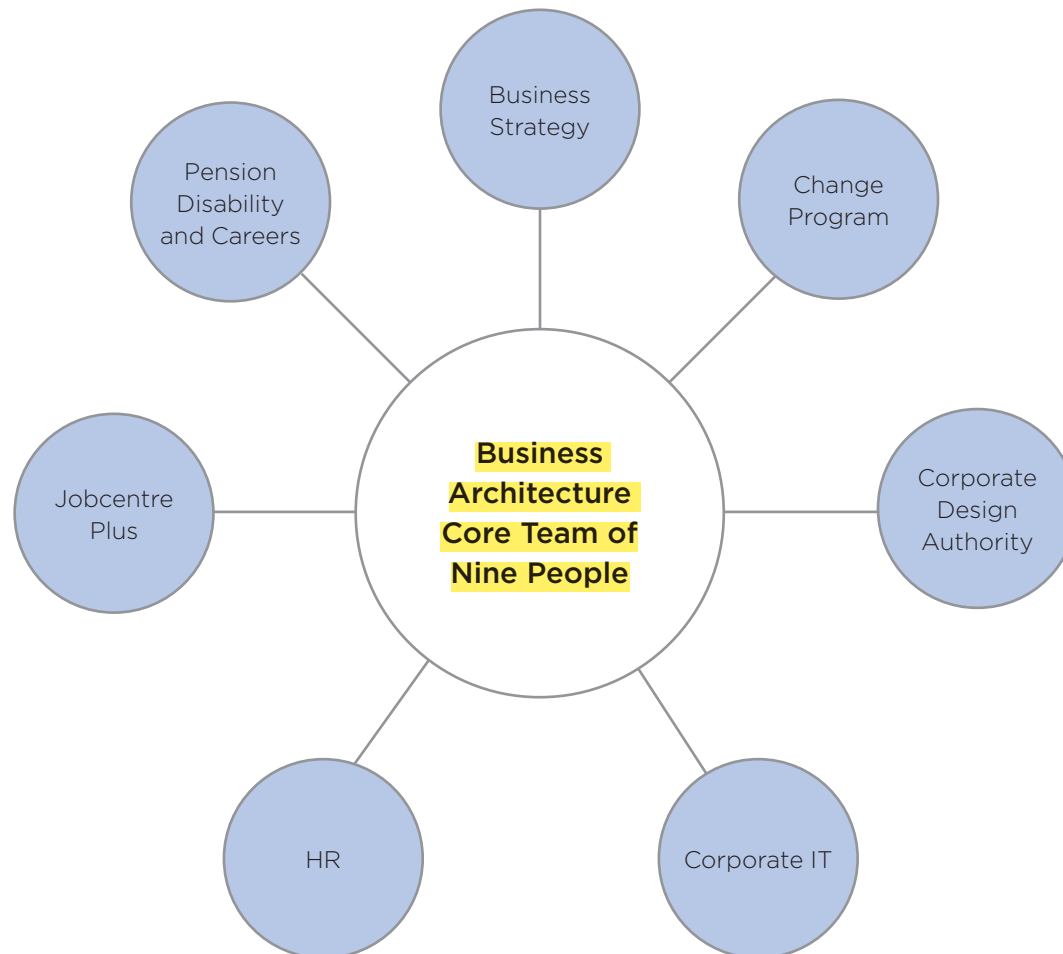 Business
Strategy
Pension
Disability
and Careers
Change
Program
Business
Architecture
Core Team of
Nine People
Jobcentre
Plus
Corporate
Design
Authority
HR
Corporate IT